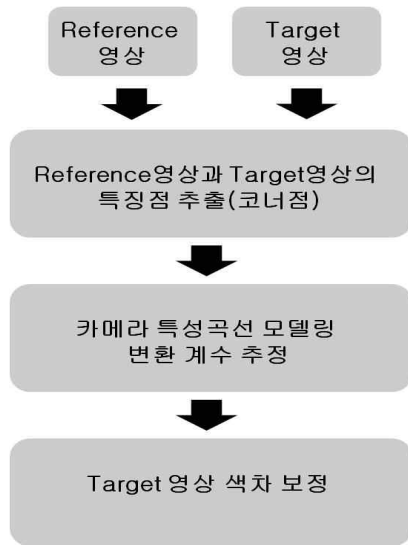 Reference
영상
Target
영상
Reference영상과 Target영상의
특징점 추출(코너점)
카메라 특성곡선 모델링
변환 계수 추정
Target 영상 색차 보정